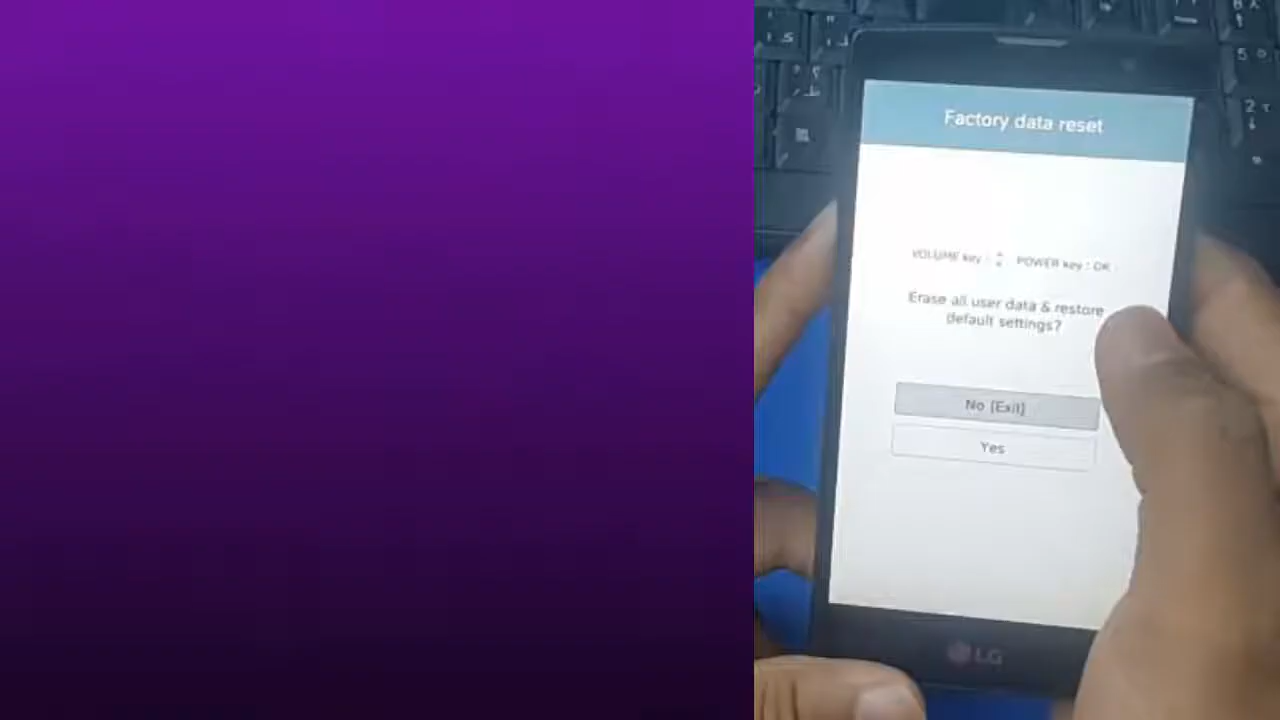 Factory data reset
VOLUME key : POWER key : OK
Erase all user data & restore
default settings?
No [Exit]
Yes
LG